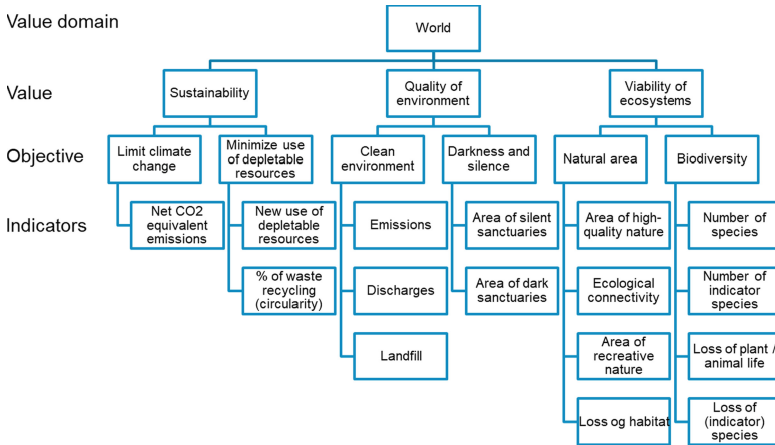 Value domain
World
Value
Sustainability
Quality of
environment
Viability of
ecosystems
Objective
Limit climate
change
Minimize use
of depletable
resources
Clean
environment
Darkness and
silence
Natural area
Biodiversity
Indicators
Net CO2
equivalent
emissions
New use of
depletable
resources
Emissions
Area of silent
sanctuaries
Area of high-
quality nature
Number of
species
% of waste
recycling
(circularity)
Discharges
Area of dark
sanctuaries
Ecological
connectivity
Number of
indicator
species
Landfill
Area of
recreative
nature
Loss of plant /
animal life
Loss og habitat
Loss of
(indicator)
species